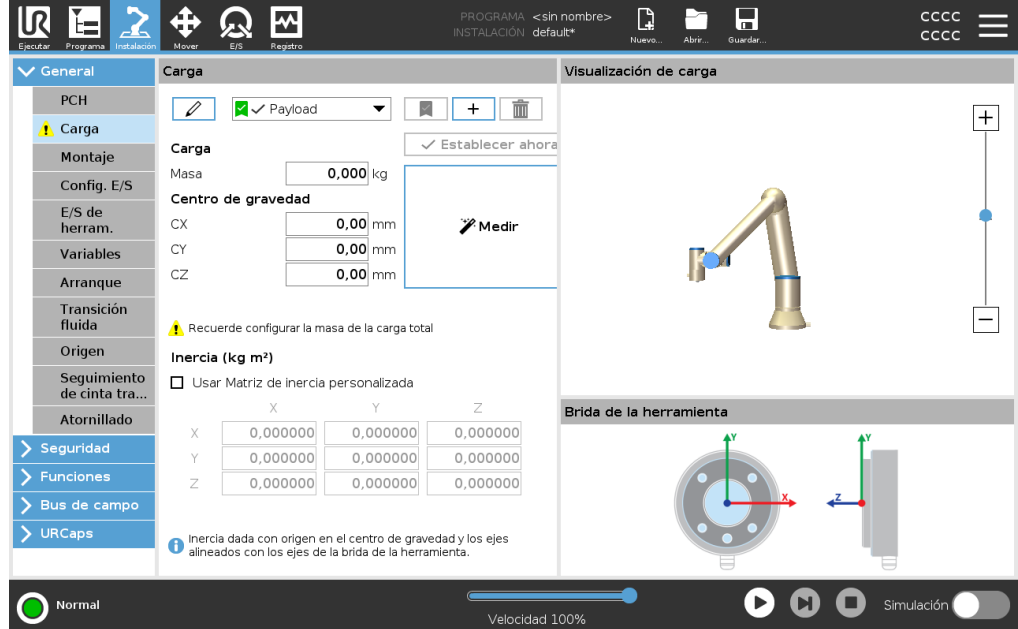 Ejecutar
Programa
Instalación
Mover
E/S
Registro
PROGRAMA <sin nombre>
INSTALACIÓN default*
Nuevo...
Abrir...
Guardar...
CCCC
CCCC
General
PCH
Carga
Montaje
Config. E/S
E/S de
herram.
Variables
Arranque
Transición
fluida
Origen
Seguimiento
de cinta tra...
Atornillado
Seguridad
Funciones
Bus de campo
URCaps
Carga
Payload
Establecer ahora
Carga
Masa 0,000 kg
Centro de gravedad
CX 0,00 mm
CY 0,00 mm
CZ 0,00 mm
Medir
Recuerde configurar la masa de la carga total
Inercia (kg m²)
Usar Matriz de inercia personalizada
X Y Z
X 0,000000 0,000000 0,000000
Y 0,000000 0,000000 0,000000
Z 0,000000 0,000000 0,000000
Inercia dada con origen en el centro de gravedad y los ejes
alineados con los ejes de la brida de la herramienta.
Visualización de carga
Brida de la herramienta
Y
X
Y
Z
Normal
Velocidad 100%
Simulación